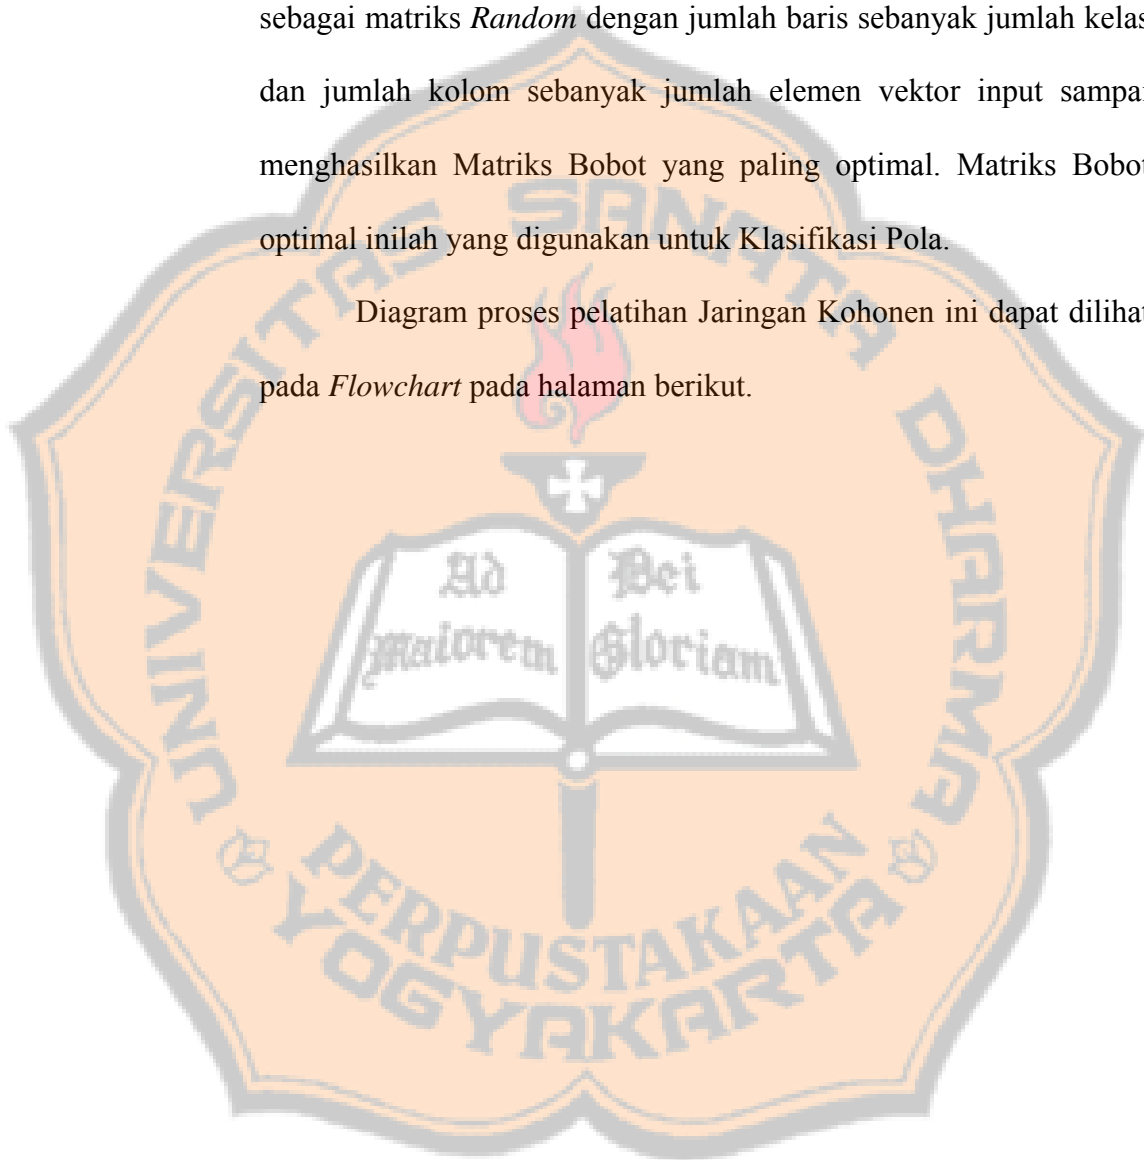 sebagai matriks Random dengan jumlah baris sebanyak jumlah kelas
dan jumlah kolom sebanyak jumlah elemen vektor input sampai
menghasilkan Matriks Bobot yang paling optimal. Matriks Bobot
optimal inilah yang digunakan untuk Klasifikasi Pola.
Diagram proses pelatihan Jaringan Kohonen ini dapat dilihat
pada Flowchart pada halaman berikut.
UNIVERSITAS SANATA DHARMA
Ad Dei
maiorem Gloriam
PERPUSTAKAAN
YOGYAKARTA